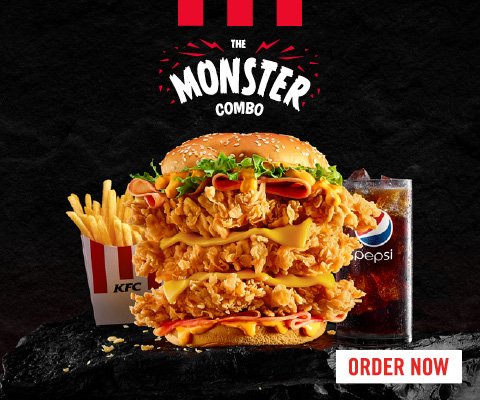 THE
MONSTER
COMBO
KFC
pepsi
ORDER NOW